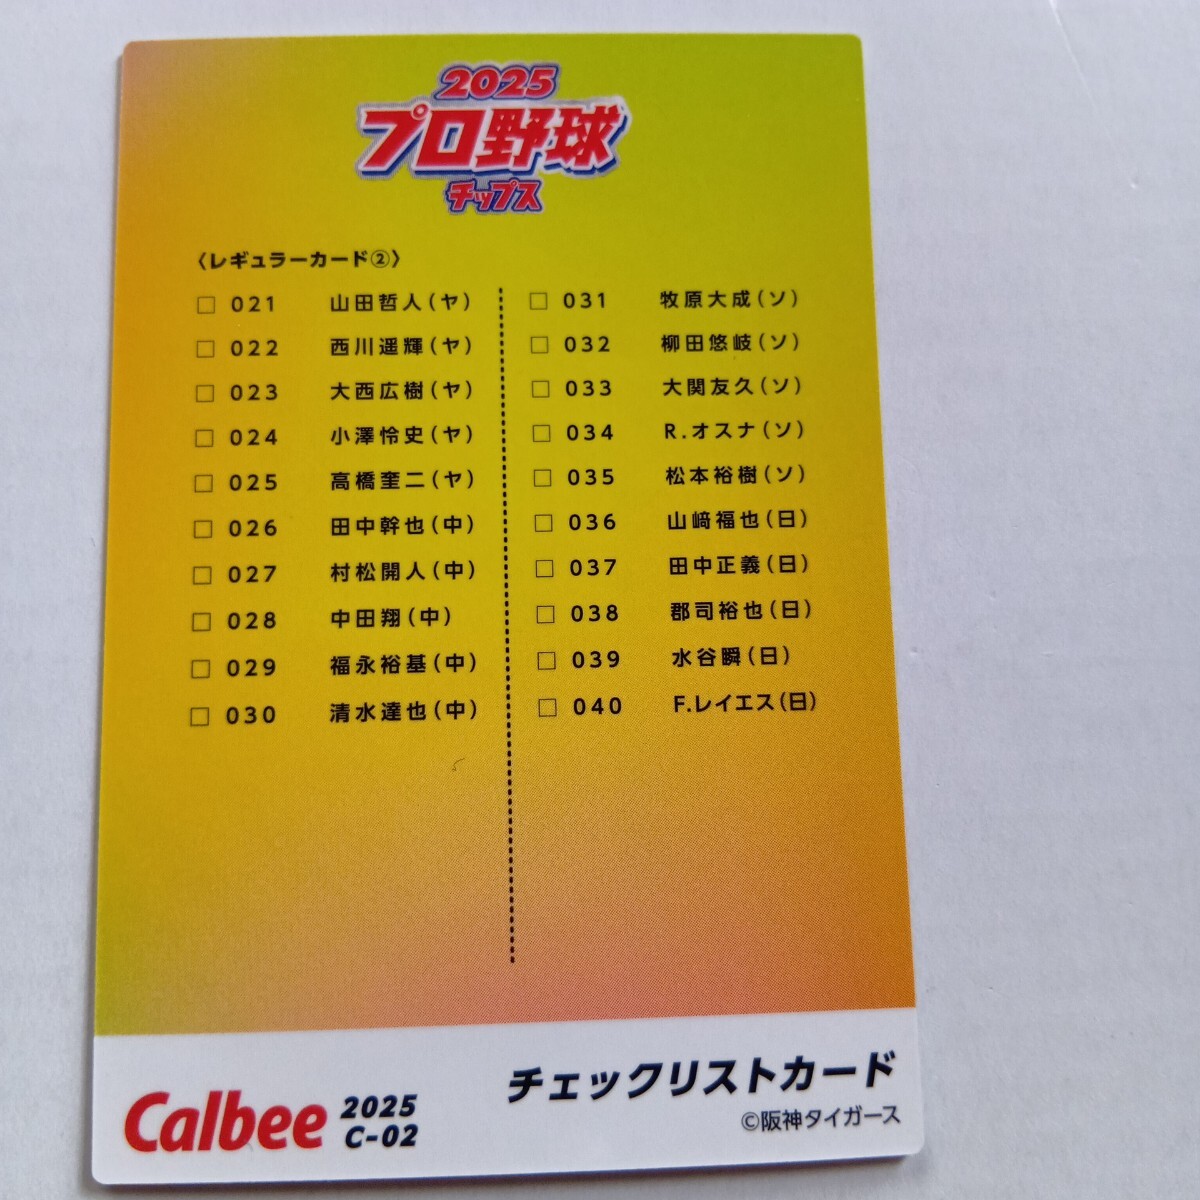 2025
プロ野球
チップス
〈レギュラーカード②〉
□ 021 山田哲人(ヤ)
□ 022 西川遥輝(ヤ)
□ 023 大西広樹(ヤ)
□ 024 小澤怜史(ヤ)
□ 025 高橋奎二(ヤ)
□ 026 田中幹也(中)
□ 027 村松開人(中)
□ 028 中田翔(中)
□ 029 福永裕基(中)
□ 030 清水達也(中)
□ 031 牧原大成(ソ)
□ 032 柳田悠岐(ソ)
□ 033 大関友久(ソ)
□ 034 R.オスナ(ソ)
□ 035 松本裕樹(ソ)
□ 036 山﨑福也(日)
□ 037 田中正義(日)
□ 038 郡司裕也(日)
□ 039 水谷瞬(日)
□ 040 F.レイエス(日)
チェックリストカード
©阪神タイガース
Calbee 2025
C-02